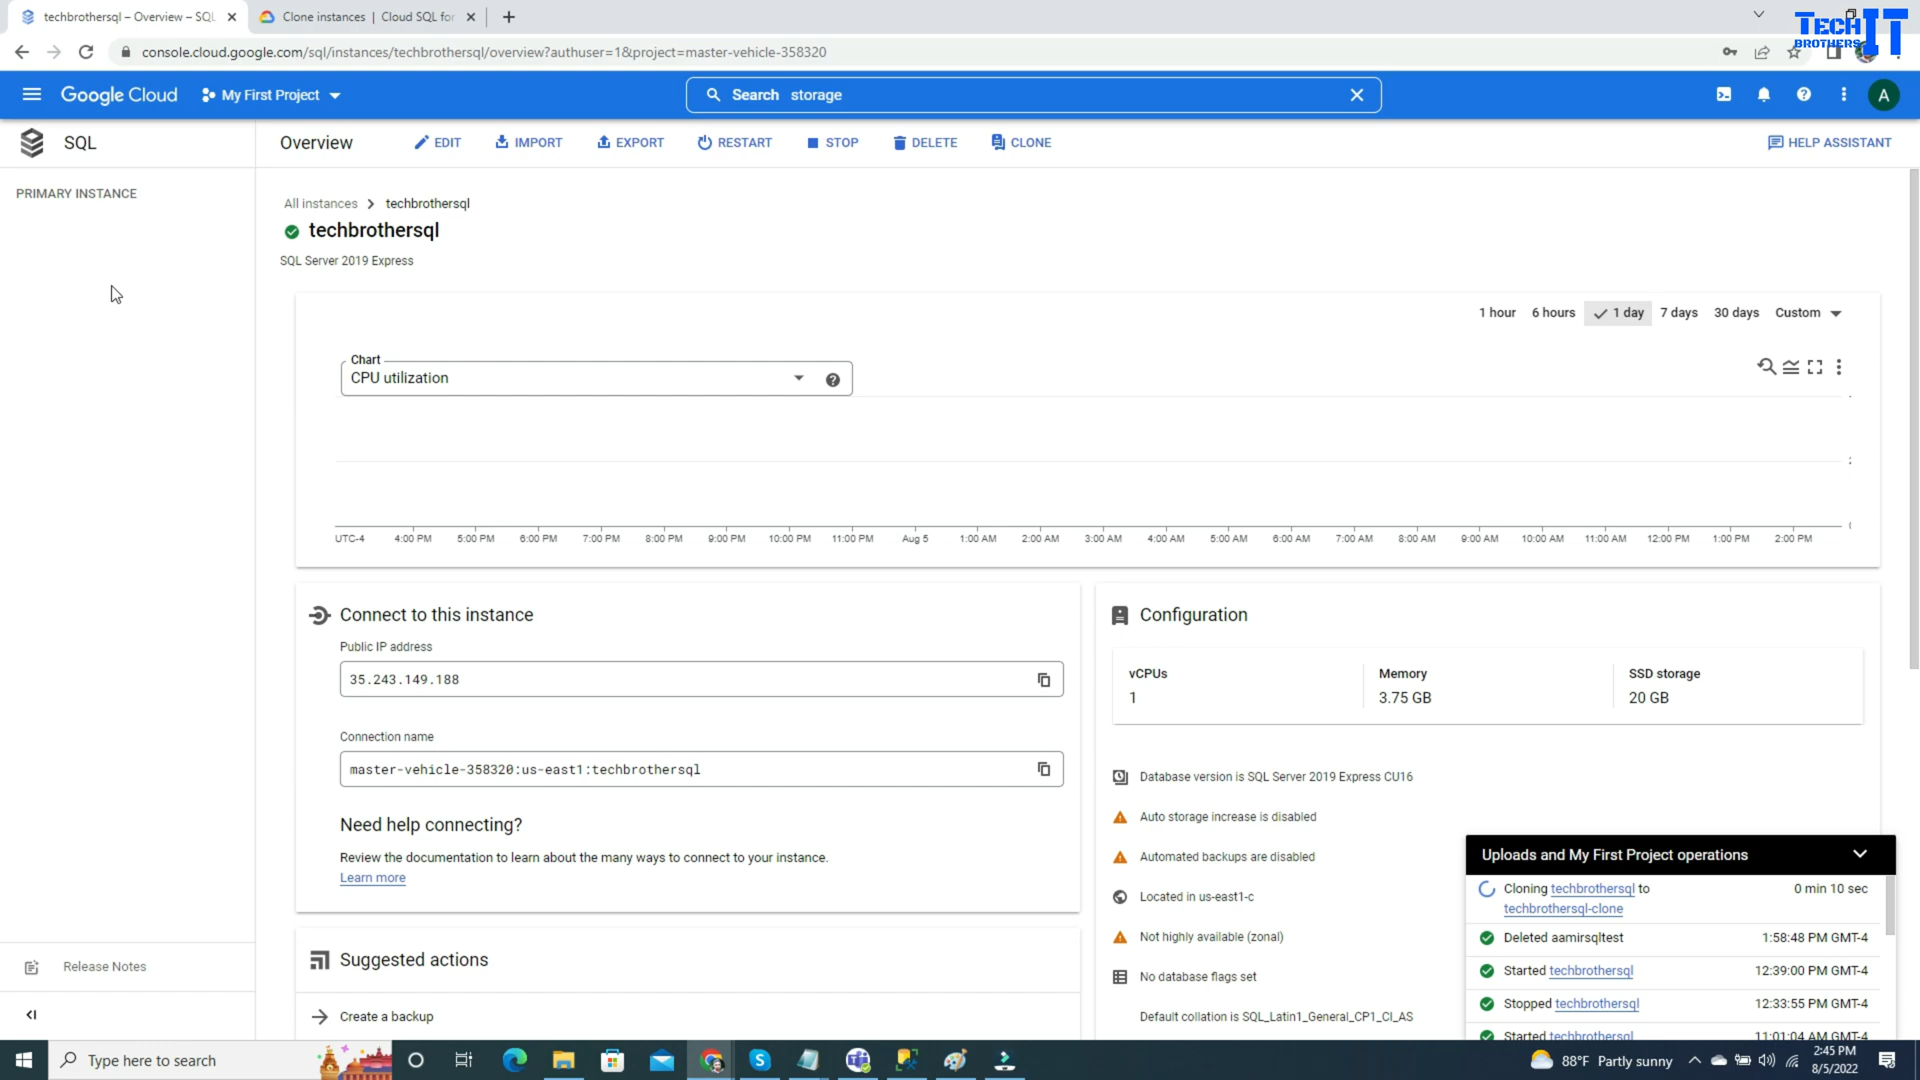 techbrothersql – Overview – SQL
Clone instances | Cloud SQL for
TECH IT
BROTHERS
console.cloud.google.com/sql/instances/techbrothersql/overview?authuser=1&project=master-vehicle-358320
Google Cloud
My First Project
Search storage
A
SQL
Overview
EDIT
IMPORT
EXPORT
RESTART
STOP
DELETE
CLONE
HELP ASSISTANT
PRIMARY INSTANCE
All instances > techbrothersql
techbrothersql
SQL Server 2019 Express
1 hour 6 hours 1 day 7 days 30 days Custom
Chart
CPU utilization
UTC-4 4:00 PM 5:00 PM 6:00 PM 7:00 PM 8:00 PM 9:00 PM 10:00 PM 11:00 PM Aug 5 1:00 AM 2:00 AM 3:00 AM 4:00 AM 5:00 AM 6:00 AM 7:00 AM 8:00 AM 9:00 AM 10:00 AM 11:00 AM 12:00 PM 1:00 PM 2:00 PM
Connect to this instance
Public IP address
35.243.149.188
Connection name
master-vehicle-358320:us-east1:techbrothersql
Need help connecting?
Review the documentation to learn about the many ways to connect to your instance.
Learn more
Suggested actions
Create a backup
Configuration
vCPUs Memory SSD storage
1 3.75 GB 20 GB
Database version is SQL Server 2019 Express CU16
Auto storage increase is disabled
Automated backups are disabled
Located in us-east1-c
Not highly available (zonal)
No database flags set
Default collation is SQL_Latin1_General_CP1_CI_AS
Uploads and My First Project operations
Cloning techbrothersql to 0 min 10 sec
techbrothersql-clone
Deleted aamirsqltest 1:58:48 PM GMT-4
Started techbrothersql 12:39:00 PM GMT-4
Stopped techbrothersql 12:33:55 PM GMT-4
Started techbrothersql 11:01:04 AM GMT-4
Release Notes
Type here to search
88°F Partly sunny
2:45 PM
8/5/2022